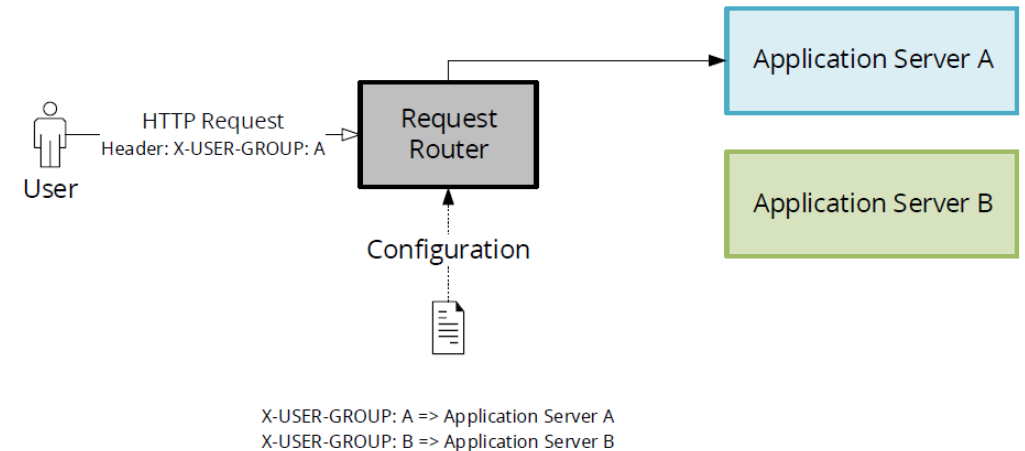 Application Server A
HTTP Request
Header: X-USER-GROUP: A
User
Request
Router
Application Server B
Configuration
X-USER-GROUP: A => Application Server A
X-USER-GROUP: B => Application Server B